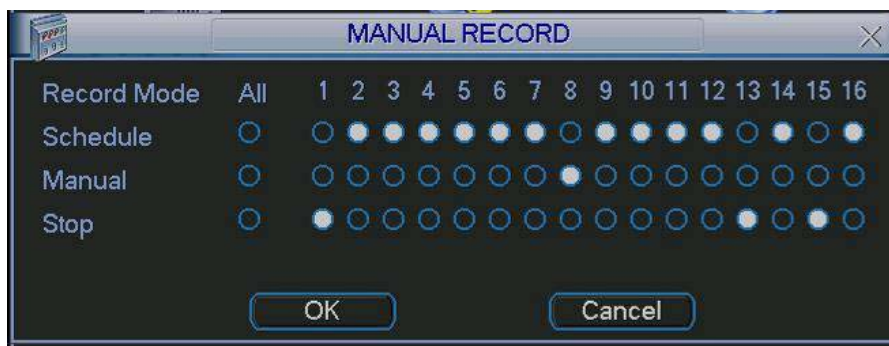 MANUAL RECORD
Record Mode All 1 2 3 4 5 6 7 8 9 10 11 12 13 14 15 16
Schedule
Manual
Stop
OK Cancel